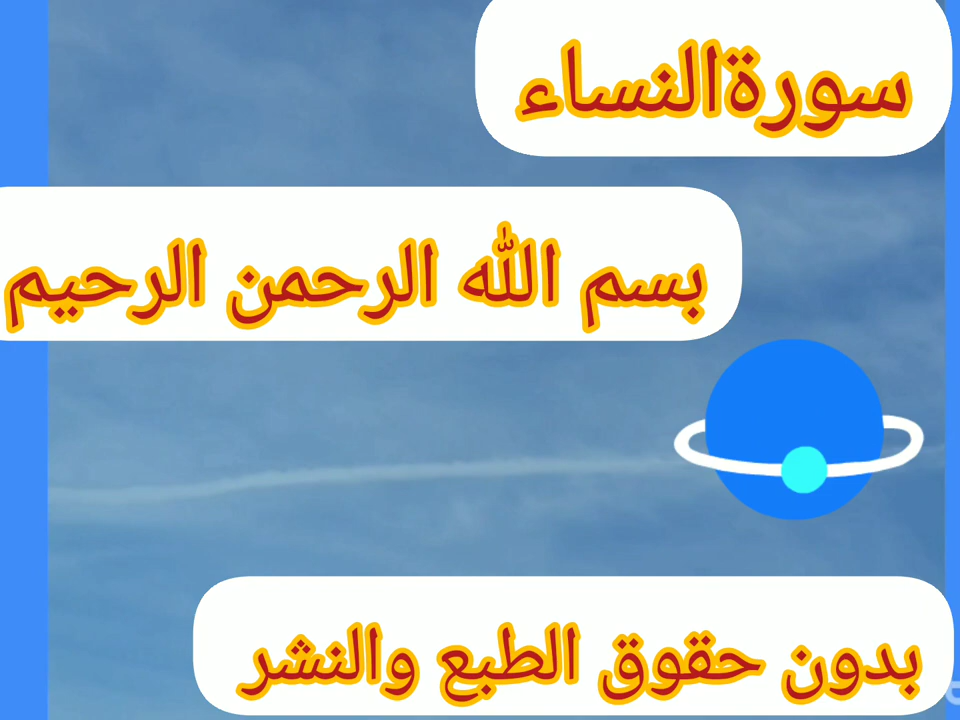 سورةالنساء
بسم الله الرحمن الرحيم
بدون حقوق الطبع والنشر